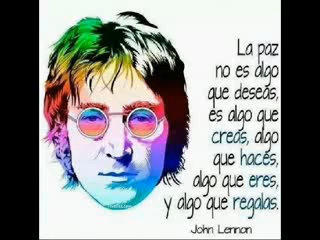 La paz
no es algo
que deseas,
es algo que
creas, algo
que haces,
algo que eres,
y algo que regalas.
John Lennon